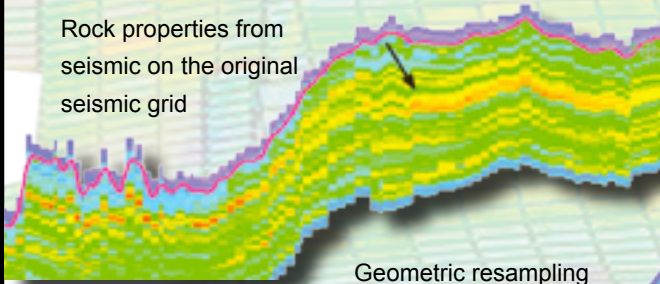 Rock properties from
seismic on the original
seismic grid
Geometric resampling